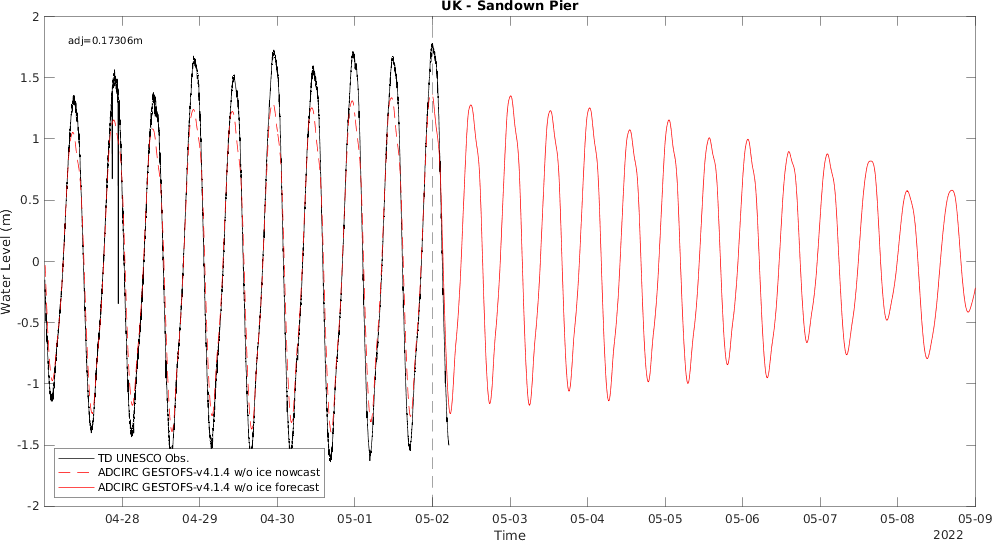 UK - Sandown Pier
adj=0.17306m
2
1.5
1
0.5
0
-0.5
-1
-1.5
-2
Water Level (m)
TD UNESCO Obs.
ADCIRC GESTOFS-v4.1.4 w/o ice nowcast
ADCIRC GESTOFS-v4.1.4 w/o ice forecast
04-28 04-29 04-30 05-01 05-02 05-03 05-04 05-05 05-06 05-07 05-08 05-09
Time
2022